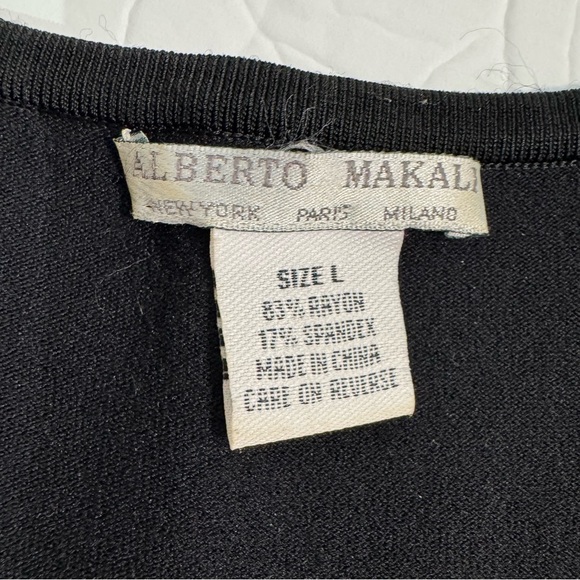 ALBERTO MAKALI
NEW YORK PARIS MILANO
SIZE L
83% RAYON
17% SPANDEX
MADE IN CHINA
CARE ON REVERSE